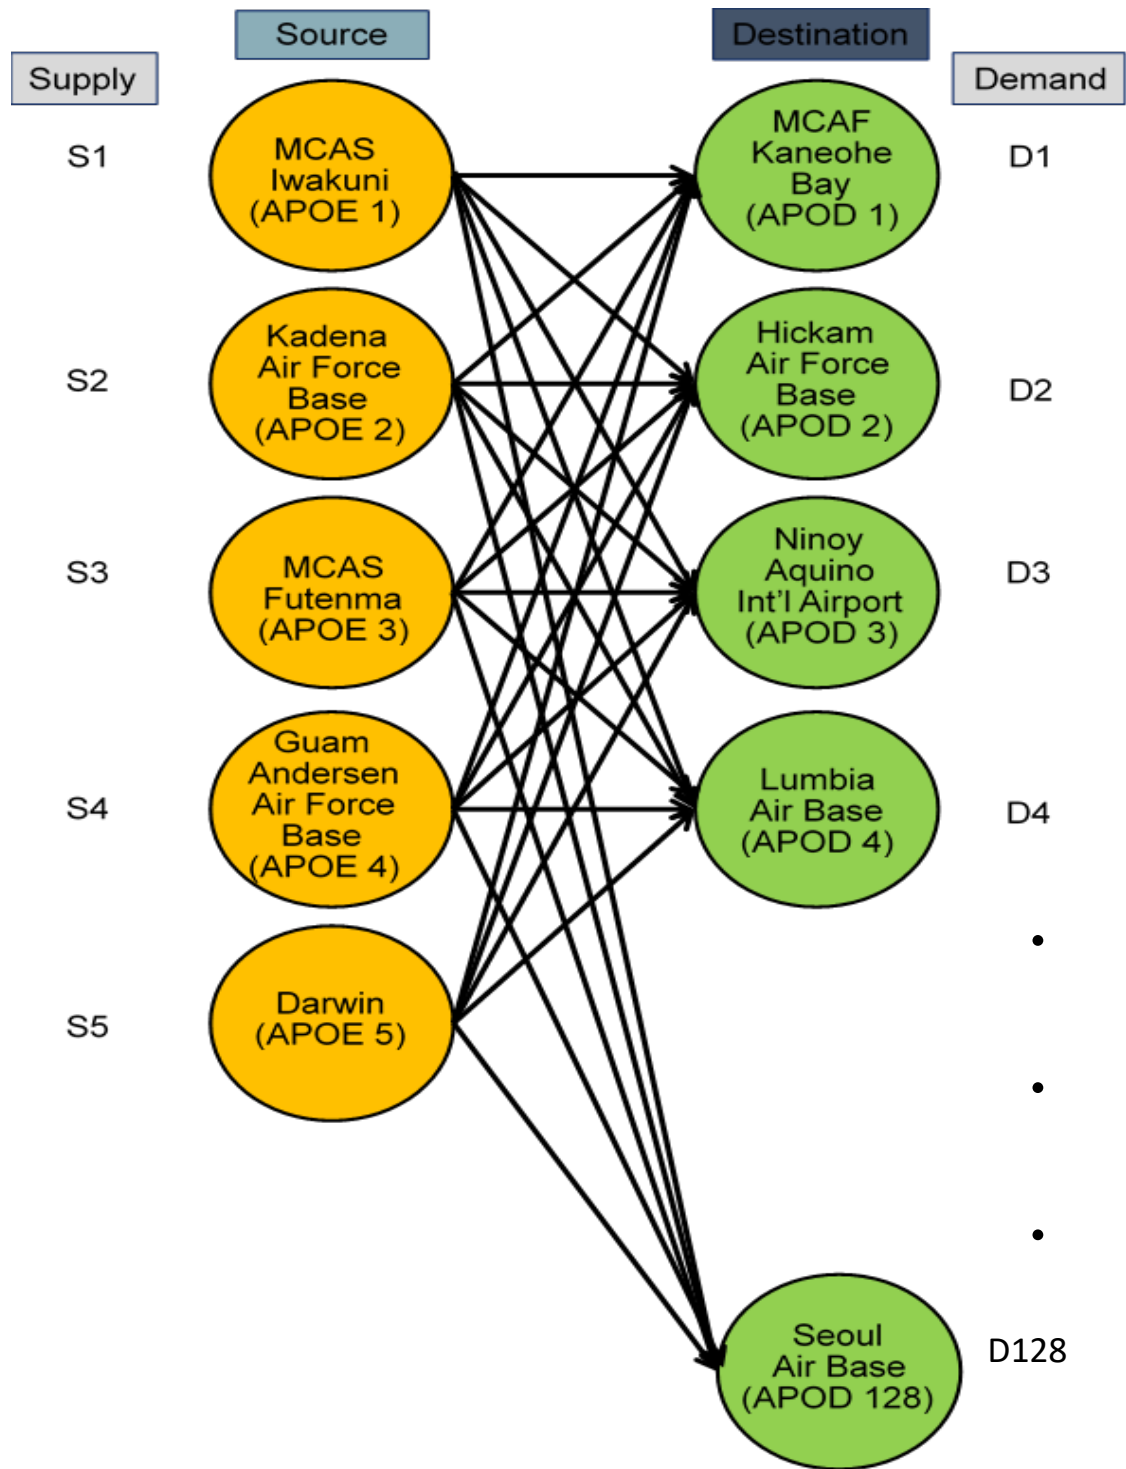 Source
Destination
Supply
Demand
S1
MCAS
Iwakuni
(APOE 1)
MCAF
Kaneohe
Bay
(APOD 1)
D1
S2
Kadena
Air Force
Base
(APOE 2)
Hickam
Air Force
Base
(APOD 2)
D2
S3
MCAS
Futenma
(APOE 3)
Ninoy
Aquino
Int'l Airport
(APOD 3)
D3
S4
Guam
Andersen
Air Force
Base
(APOE 4)
Lumbia
Air Base
(APOD 4)
D4
S5
Darwin
(APOE 5)
Seoul
Air Base
(APOD 128)
D128